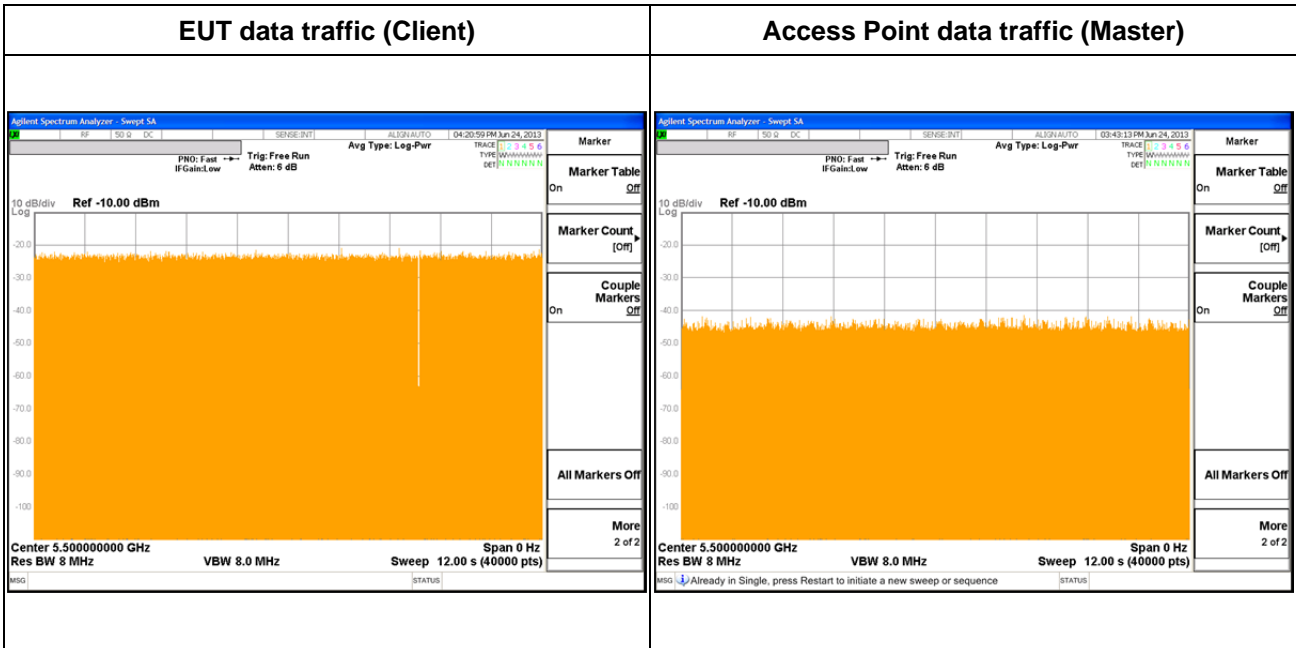 EUT data traffic (Client)
Access Point data traffic (Master)
Agilent Spectrum Analyzer - Swept SA
RF 50 Ω DC SENSE:INT ALIGN AUTO 04:20:59 PM Jun 24, 2013
Avg Type: Log-Pwr
TRACE 1 2 3 4 5 6
PNO: Fast Trig: Free Run
TYPE
IFGain:Low Atten: 6 dB
DET N N N N N N
10 dB/div Ref -10.00 dBm
Log
-20.0
-30.0
-40.0
-50.0
-60.0
-70.0
-80.0
-90.0
-100
Center 5.500000000 GHz Span 0 Hz
Res BW 8 MHz VBW 8.0 MHz Sweep 12.00 s (40000 pts)
MSG STATUS
Marker
Marker Table
On Off
Marker Count
[Off]
Couple
Markers
On Off
All Markers Off
More
2 of 2
Agilent Spectrum Analyzer - Swept SA
RF 50 Ω DC SENSE:INT ALIGN AUTO 03:43:13 PM Jun 24, 2013
Avg Type: Log-Pwr
TRACE 1 2 3 4 5 6
PNO: Fast Trig: Free Run
TYPE
IFGain:Low Atten: 6 dB
DET N N N N N N
10 dB/div Ref -10.00 dBm
Log
-20.0
-30.0
-40.0
-50.0
-60.0
-70.0
-80.0
-90.0
-100
Center 5.500000000 GHz Span 0 Hz
Res BW 8 MHz VBW 8.0 MHz Sweep 12.00 s (40000 pts)
MSG Already in Single, press Restart to initiate a new sweep or sequence STATUS
Marker
Marker Table
On Off
Marker Count
[Off]
Couple
Markers
On Off
All Markers Off
More
2 of 2